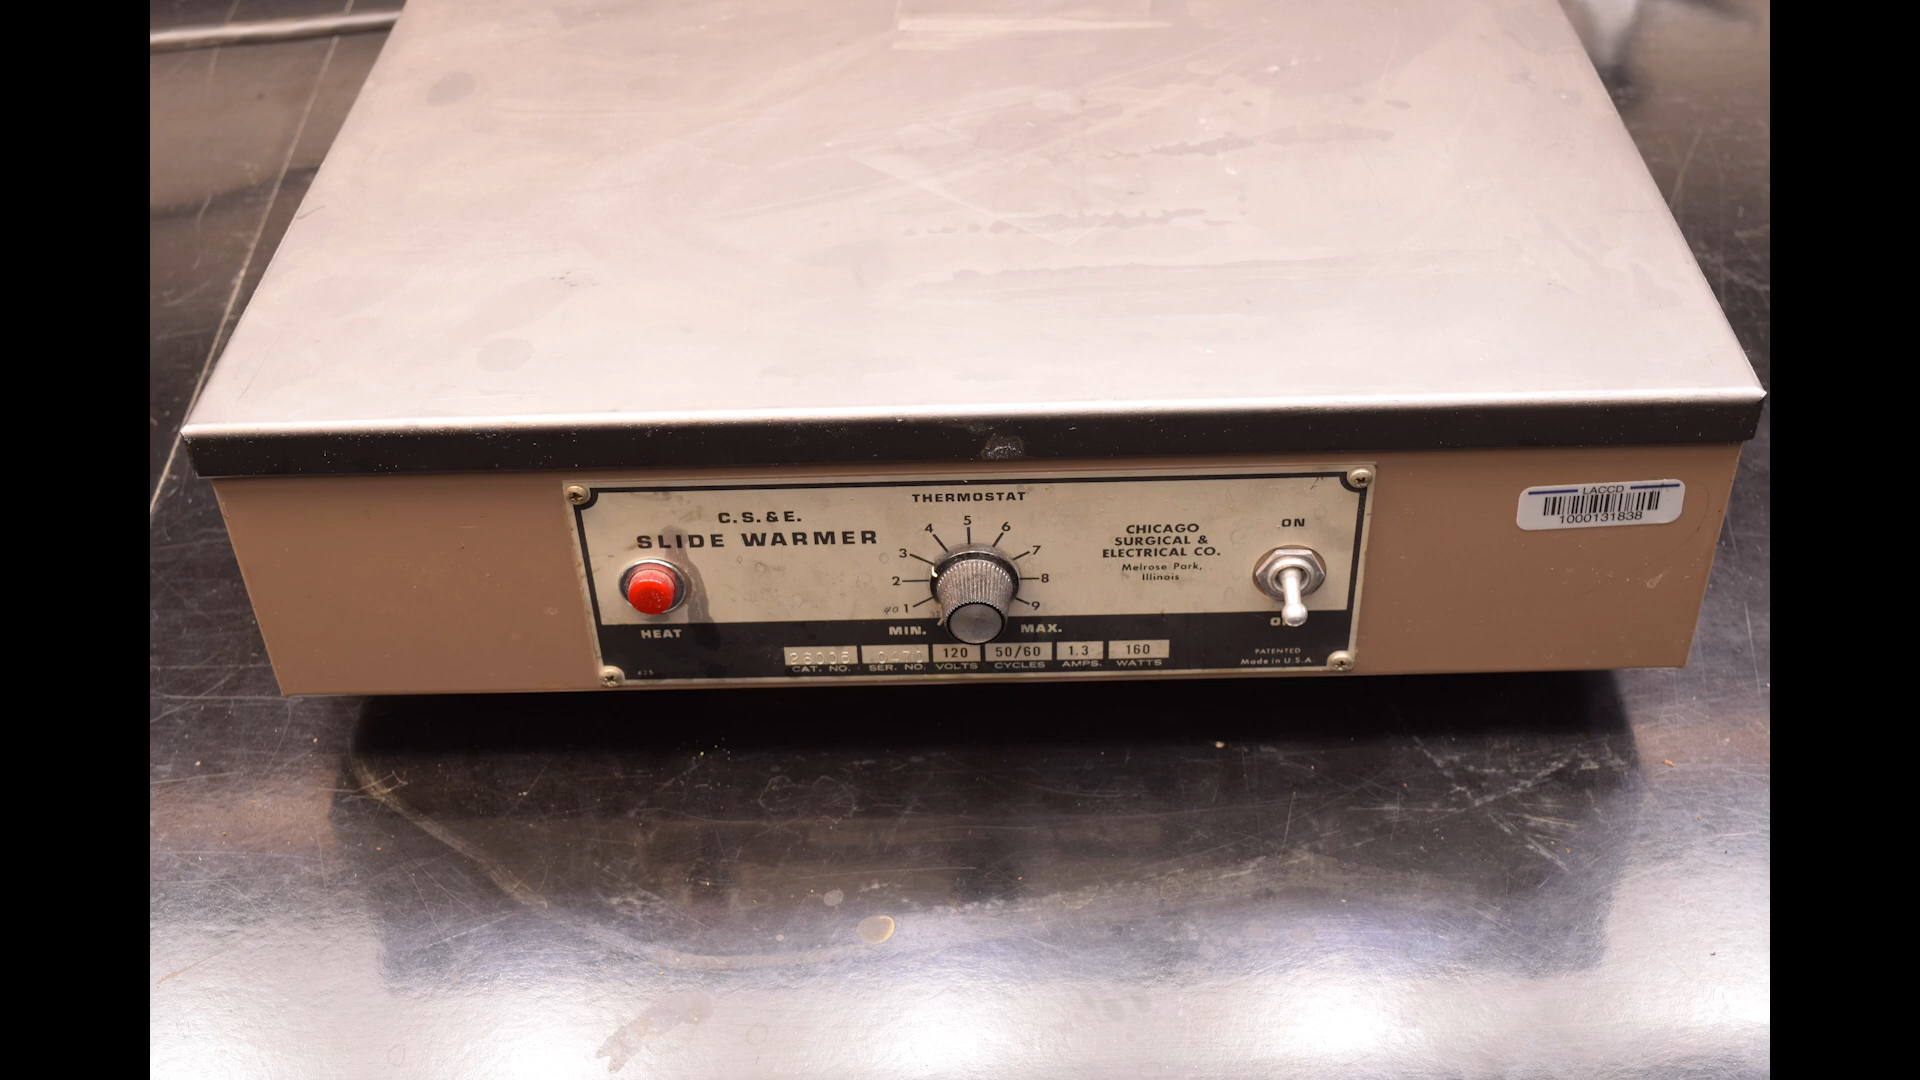 THERMOSTAT
C.S.&E.
SLIDE WARMER
HEAT
1
2
3
4
5
6
7
8
9
40
MIN.
MAX.
CHICAGO
SURGICAL &
ELECTRICAL CO.
Melrose Park,
Illinois
ON
LACCD
1000131838
120
50/60
1.3
160
CAT. NO.
SER. NO.
VOLTS
CYCLES
AMPS.
WATTS
PATENTED
Made in U.S.A.